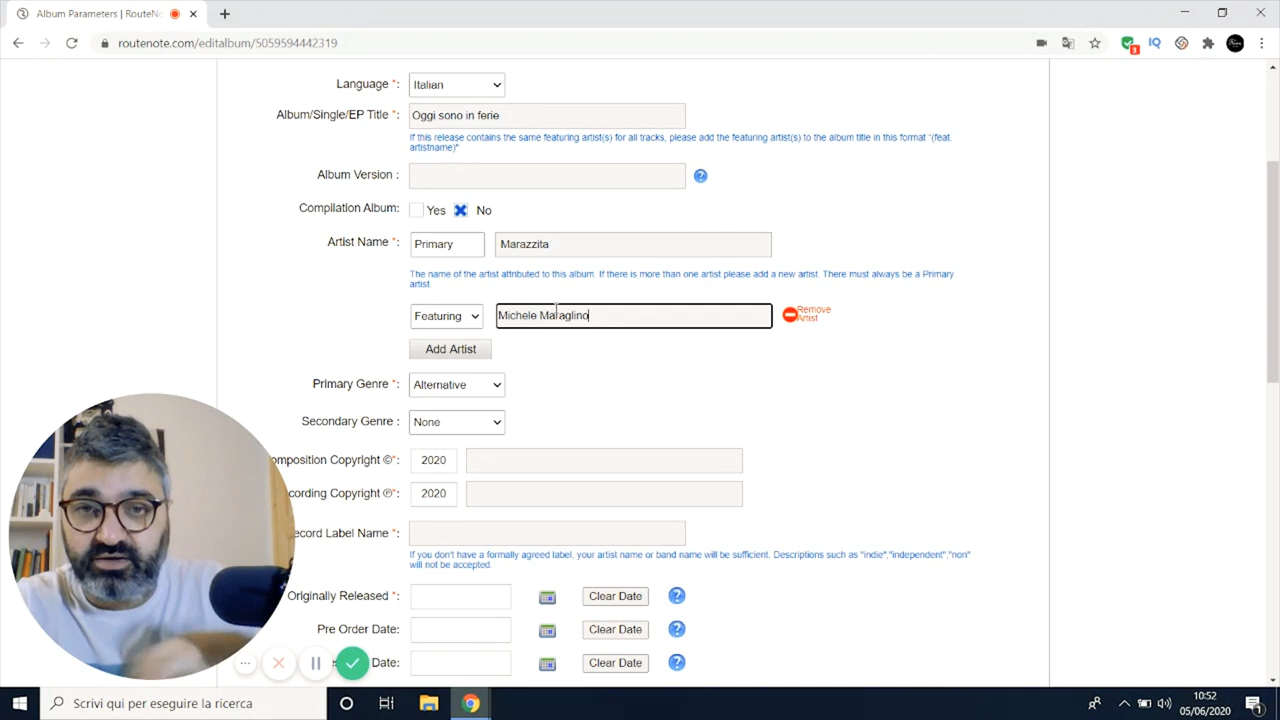 Album Parameters | RouteNo
routenote.com/editalbum/5059594442319
IQ
3
Language *:
Italian
Album/Single/EP Title *:
Oggi sono in ferie
If this release contains the same featuring artist(s) for all tracks, please add the featuring artist(s) to the album title in this format "(feat.
artistname)"
Album Version :
?
Compilation Album:
Yes
No
Artist Name *:
Primary
Marazzita
The name of the artist attributed to this album. If there is more than one artist please add a new artist. There must always be a Primary
artist.
Featuring
Michele Maraglino
Remove
Artist
Add Artist
Primary Genre *:
Alternative
Secondary Genre :
None
omposition Copyright ©*:
2020
cording Copyright ℗*:
2020
ecord Label Name *:
If you don't have a formally agreed label, your artist name or band name will be sufficient. Descriptions such as "indie","independent","non"
will not be accepted.
Originally Released *:
Clear Date
?
Pre Order Date:
Clear Date
?
Date:
Clear Date
?
Scrivi qui per eseguire la ricerca
10:52
05/06/2020
1